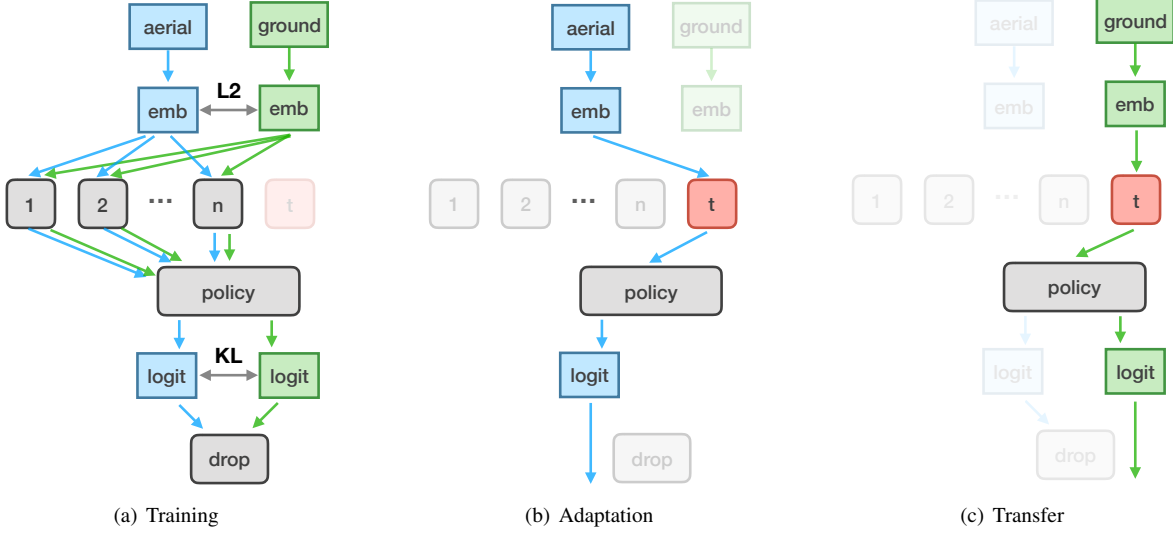 aerial
ground
emb
L2
emb
1
2
...
n
t
policy
logit
KL
logit
drop
(a) Training
aerial
ground
emb
emb
1
2
...
n
t
policy
logit
drop
(b) Adaptation
aerial
ground
emb
emb
1
2
...
n
t
policy
logit
logit
drop
(c) Transfer